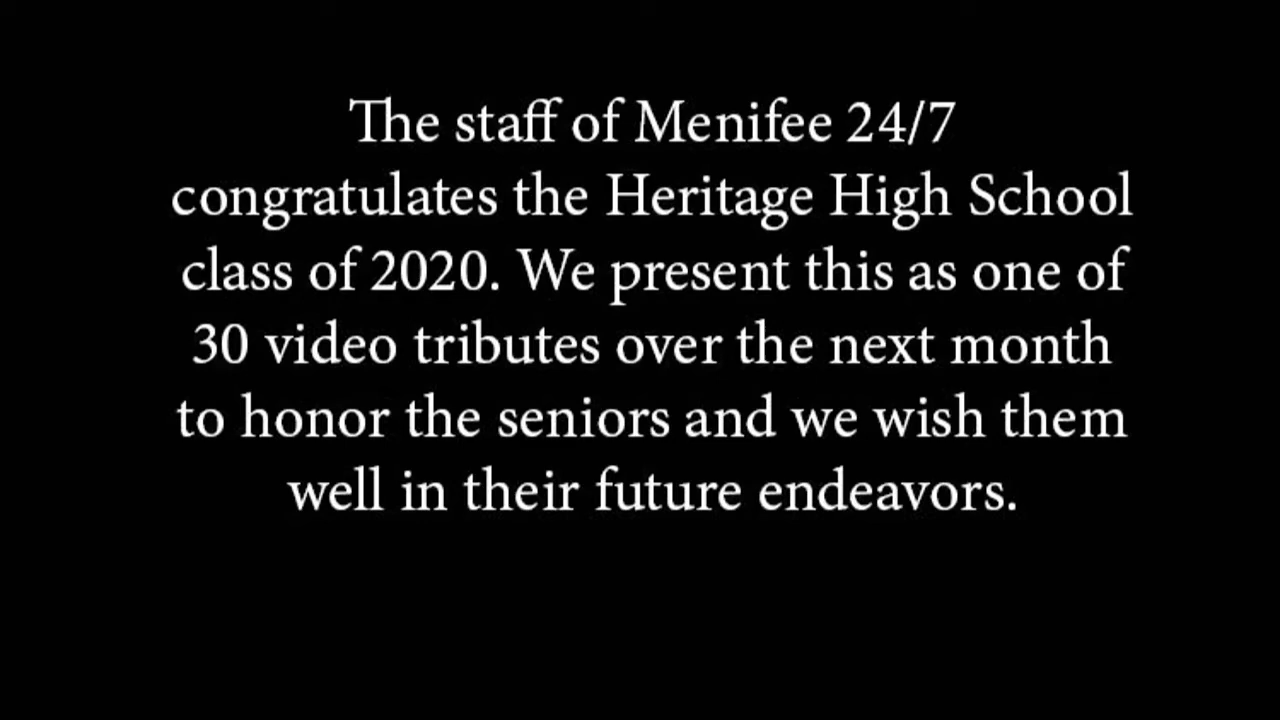 The staff of Menifee 24/7
congratulates the Heritage High School
class of 2020. We present this as one of
30 video tributes over the next month
to honor the seniors and we wish them
well in their future endeavors.